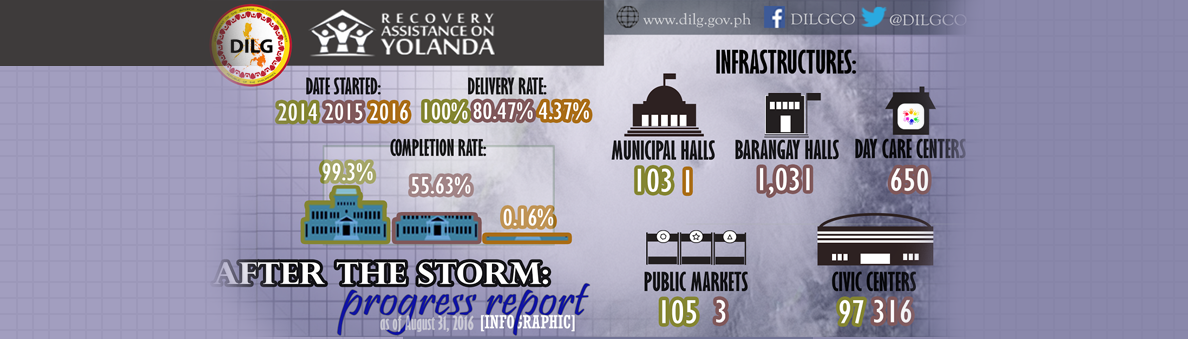 DILG
RECOVERY
ASSISTANCE ON
YOLANDA
DATE STARTED:
2014 2015 2016
DELIVERY RATE:
100% 80.47% 4.37%
COMPLETION RATE:
99.3%
55.63%
0.16%
AFTER THE STORM:
progress report
as of August 31, 2016 [INFOGRAPHIC]
www.dilg.gov.ph DILGCO @DILGCO
INFRASTRUCTURES:
MUNICIPAL HALLS
103 1
BARANGAY HALLS
1,031
DAY CARE CENTERS
650
PUBLIC MARKETS
105 3
CIVIC CENTERS
97 316